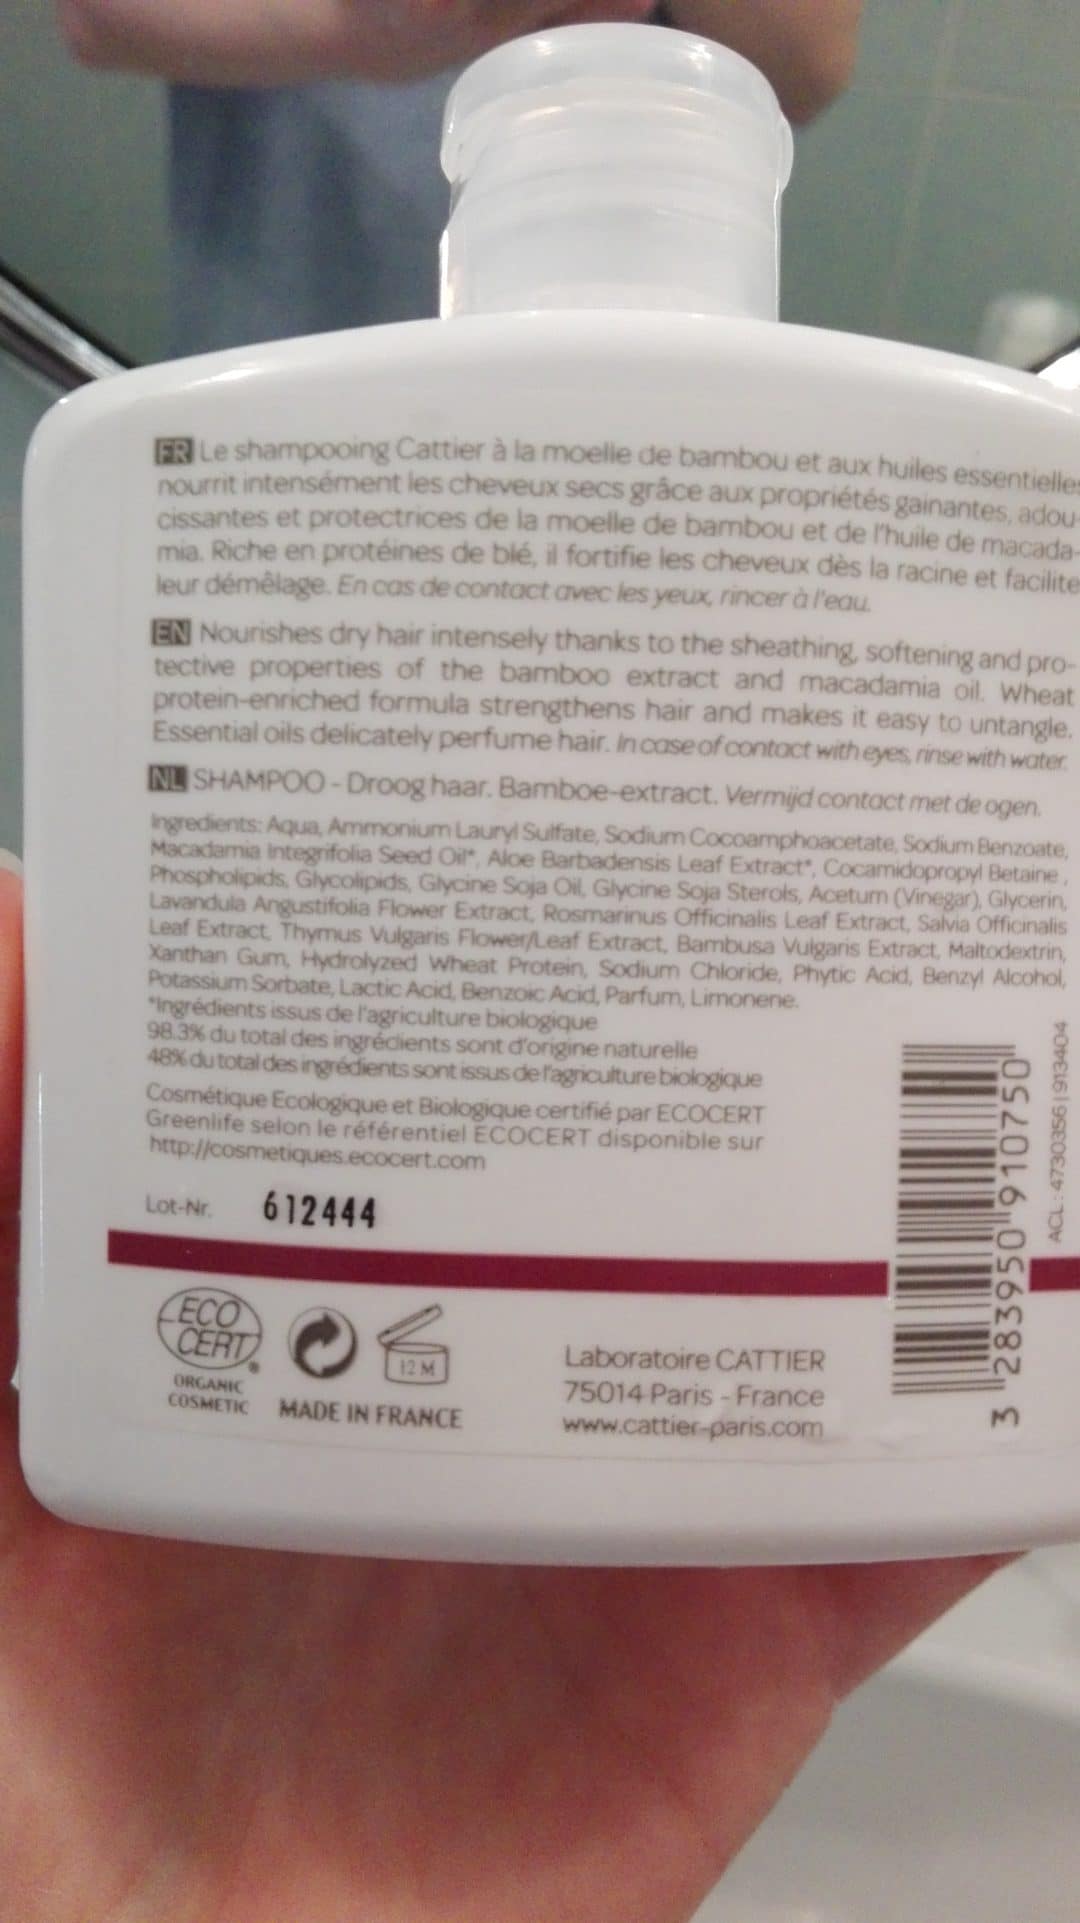 FR Le shampooing Cattier à la moelle de bambou et aux huiles essentielles
nourrit intensément les cheveux secs grâce aux propriétés gainantes, adou-
cissantes et protectrices de la moelle de bambou et de l'huile de macada-
mia. Riche en protéines de blé, il fortifie les cheveux dès la racine et facilite
leur démêlage. En cas de contact avec les yeux, rincer à l'eau.
EN Nourishes dry hair intensely thanks to the sheathing, softening and pro-
tective properties of the bamboo extract and macadamia oil. Wheat
protein-enriched formula strengthens hair and makes it easy to untangle.
Essential oils delicately perfume hair. In case of contact with eyes, rinse with water.
NL SHAMPOO - Droog haar. Bamboe-extract. Vermijd contact met de ogen.
Ingredients: Aqua, Ammonium Lauryl Sulfate, Sodium Cocoamphoacetate, Sodium Benzoate,
Macadamia Integrifolia Seed Oil*, Aloe Barbadensis Leaf Extract*, Cocamidopropyl Betaine,
Phospholipids, Glycolipids, Glycine Soja Oil, Glycine Soja Sterols, Acetum (Vinegar), Glycerin,
Lavandula Angustifolia Flower Extract, Rosmarinus Officinalis Leaf Extract, Salvia Officinalis
Leaf Extract, Thymus Vulgaris Flower/Leaf Extract, Bambusa Vulgaris Extract, Maltodextrin,
Xanthan Gum, Hydrolyzed Wheat Protein, Sodium Chloride, Phytic Acid, Benzyl Alcohol,
Potassium Sorbate, Lactic Acid, Benzoic Acid, Parfum, Limonene.
*Ingrédients issus de l'agriculture biologique
98.3% du total des ingrédients sont d'origine naturelle
48% du total des ingrédients sont issus de l'agriculture biologique
Cosmétique Ecologique et Biologique certifié par ECOCERT
Greenlife selon le référentiel ECOCERT disponible sur
http://cosmetiques.ecocert.com
Lot-Nr. 612444
ECO
CERT®
ORGANIC
COSMETIC
12 M
MADE IN FRANCE
Laboratoire CATTIER
75014 Paris - France
www.cattier-paris.com
3 283950 910750
ACL : 4730356 | 913404